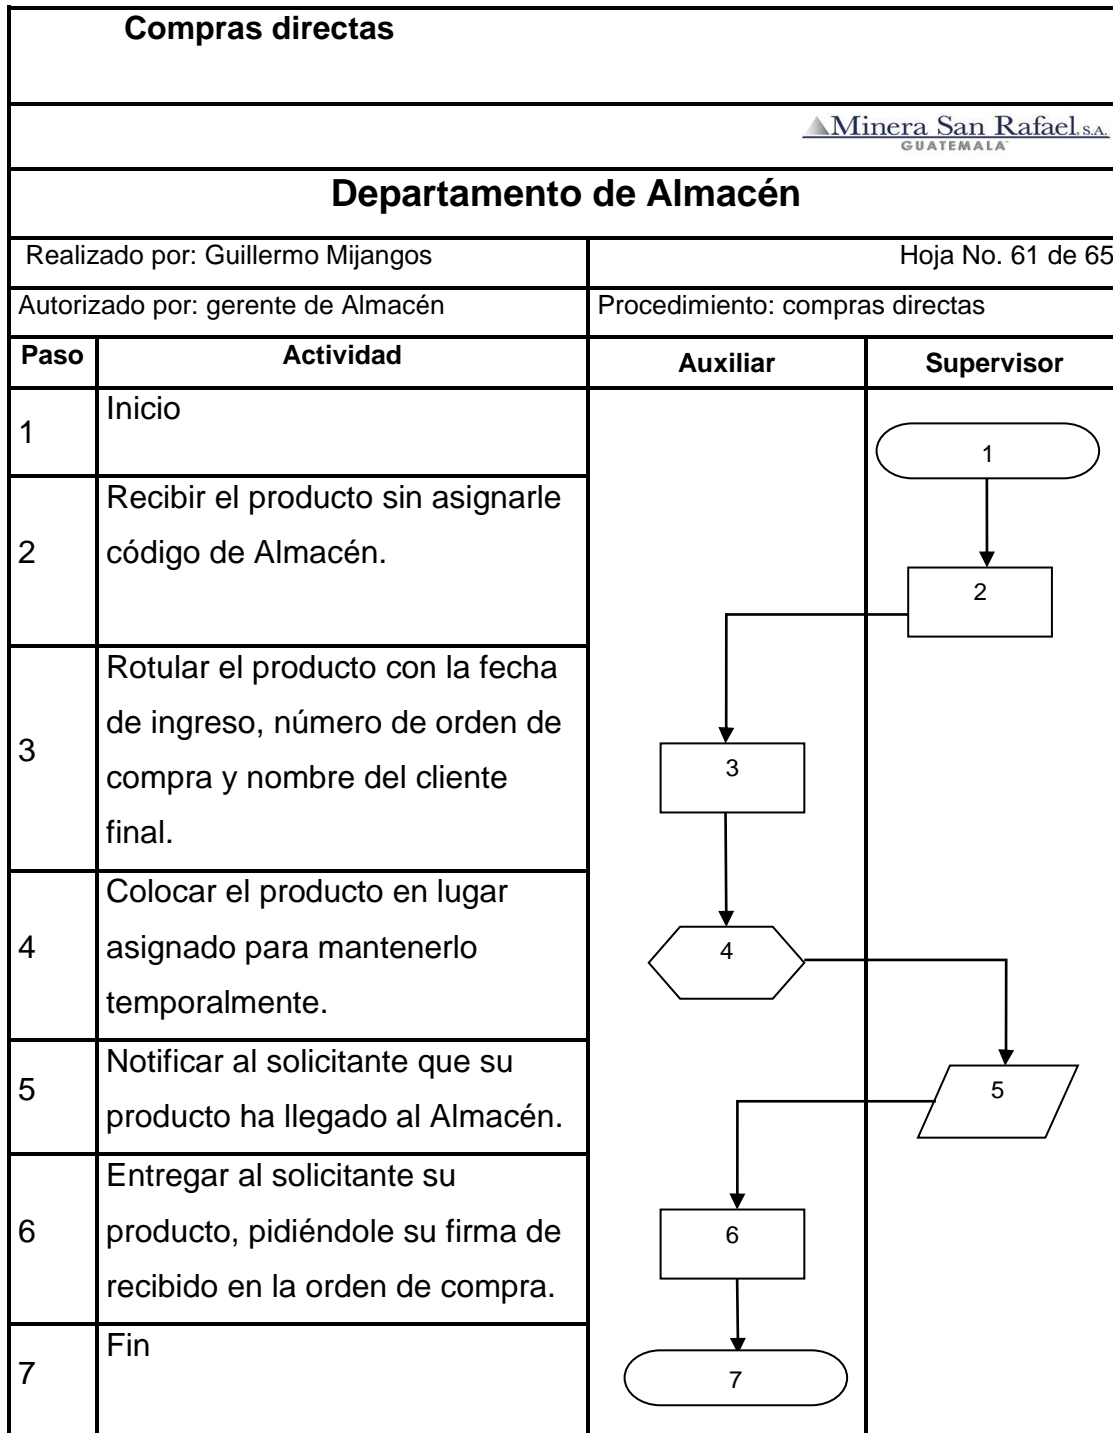 Compras directas
Minera San Rafael, S.A.
GUATEMALA
Departamento de Almacén
Realizado por: Guillermo Mijangos
Hoja No. 61 de 65
Autorizado por: gerente de Almacén
Procedimiento: compras directas
Paso
Actividad
Auxiliar
Supervisor
1
Inicio
1
2
Recibir el producto sin asignarle
código de Almacén.
2
3
Rotular el producto con la fecha
de ingreso, número de orden de
compra y nombre del cliente
final.
3
4
Colocar el producto en lugar
asignado para mantenerlo
temporalmente.
4
5
Notificar al solicitante que su
producto ha llegado al Almacén.
5
6
Entregar al solicitante su
producto, pidiéndole su firma de
recibido en la orden de compra.
6
7
Fin
7